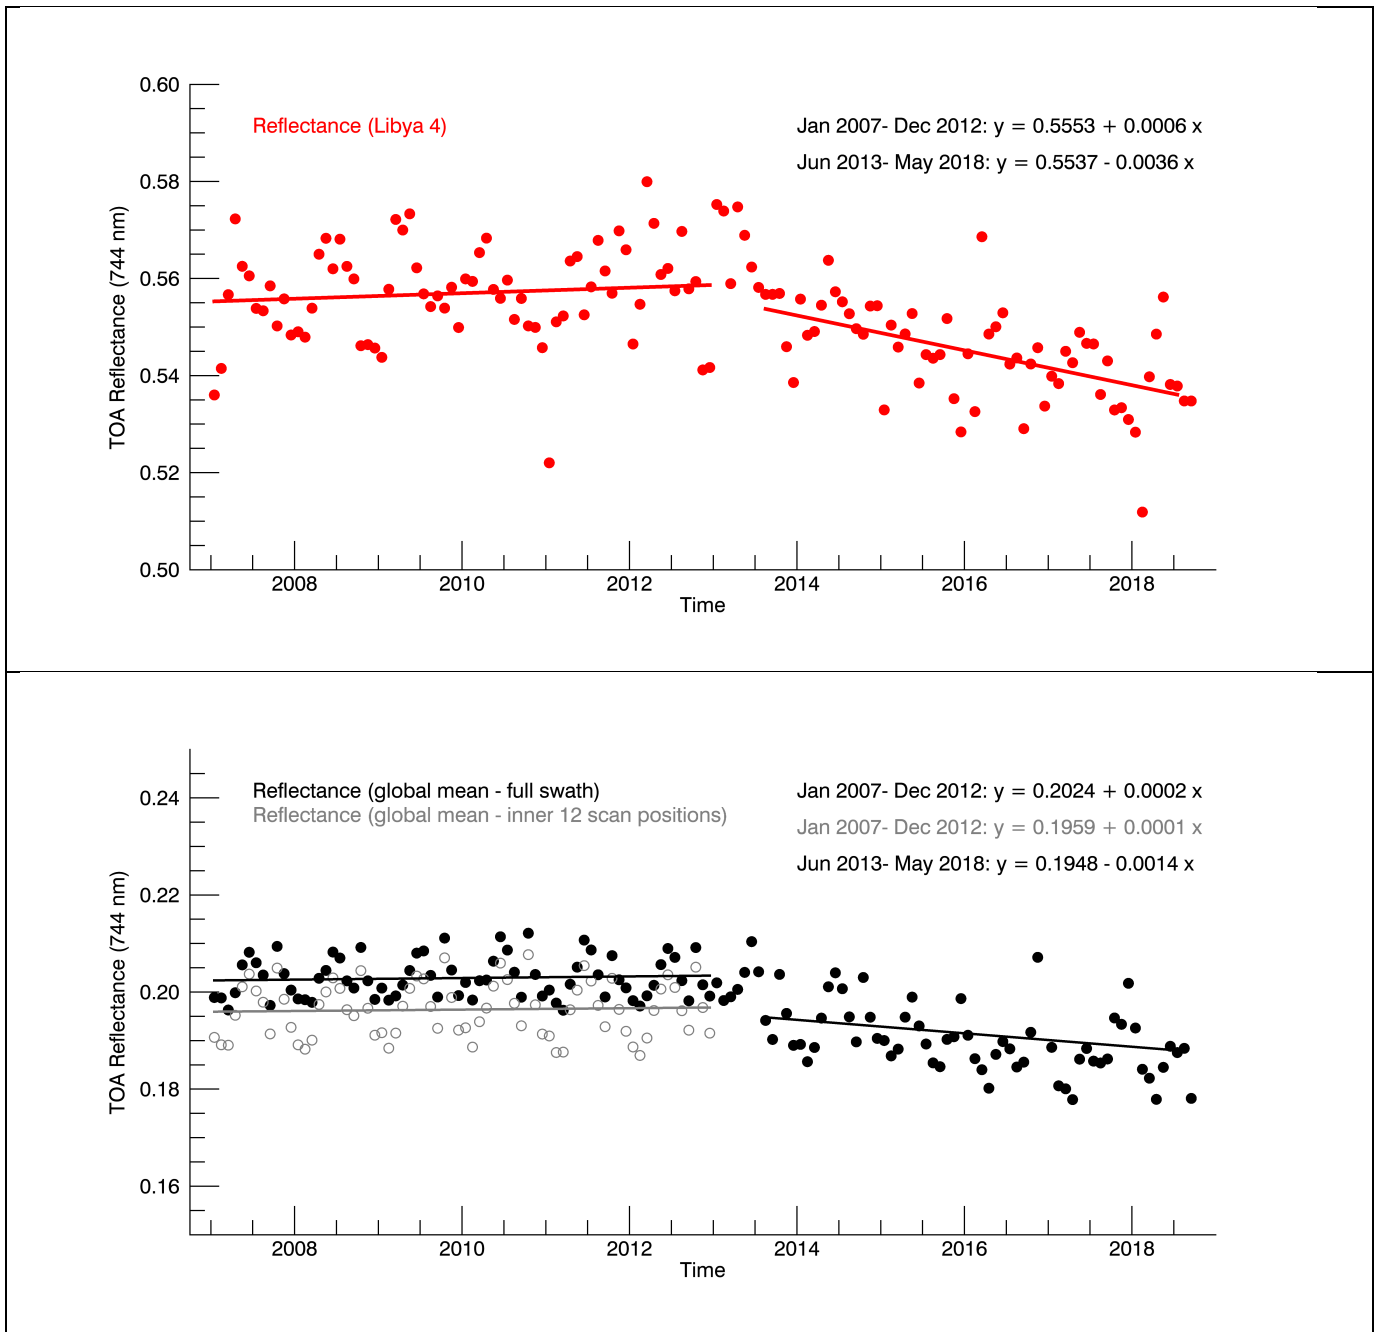 0.60
Reflectance (Libya 4)
Jan 2007- Dec 2012: y = 0.5553 + 0.0006 x
Jun 2013- May 2018: y = 0.5537 - 0.0036 x
0.58
0.56
0.54
0.52
0.50
TOA Reflectance (744 nm)
2008 2010 2012 2014 2016 2018
Time
0.24
Reflectance (global mean - full swath)
Reflectance (global mean - inner 12 scan positions)
Jan 2007- Dec 2012: y = 0.2024 + 0.0002 x
Jan 2007- Dec 2012: y = 0.1959 + 0.0001 x
Jun 2013- May 2018: y = 0.1948 - 0.0014 x
0.22
0.20
0.18
0.16
TOA Reflectance (744 nm)
2008 2010 2012 2014 2016 2018
Time